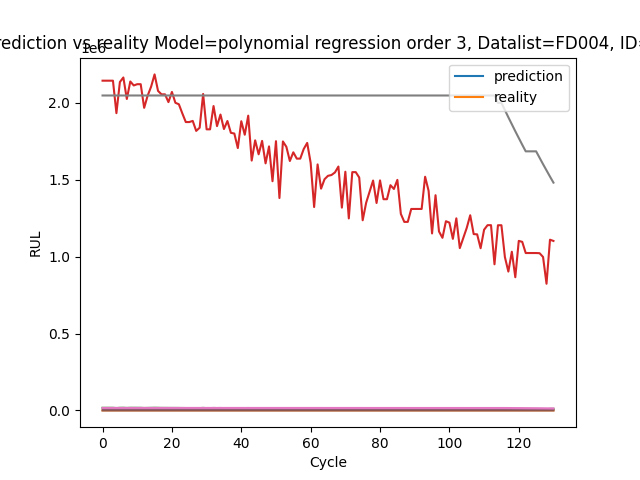 rediction vs reality Model=polynomial regression order 3, Datalist=FD004, ID=
1e6
prediction
reality
2.0
1.5
1.0
0.5
0.0
RUL
0 20 40 60 80 100 120
Cycle